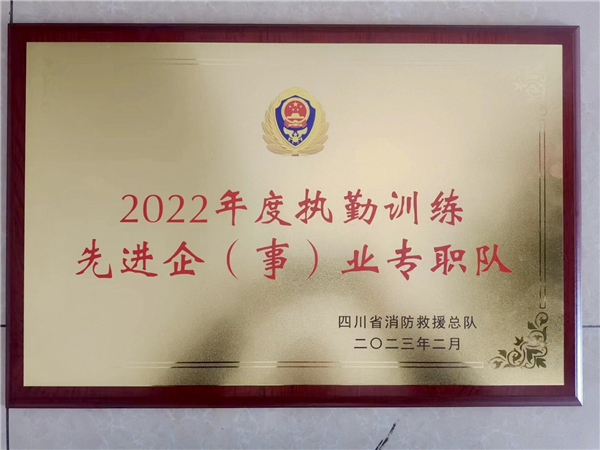 2022年度执勤训练
先进企（事）业专职队
四川省消防救援总队
二〇二三年二月